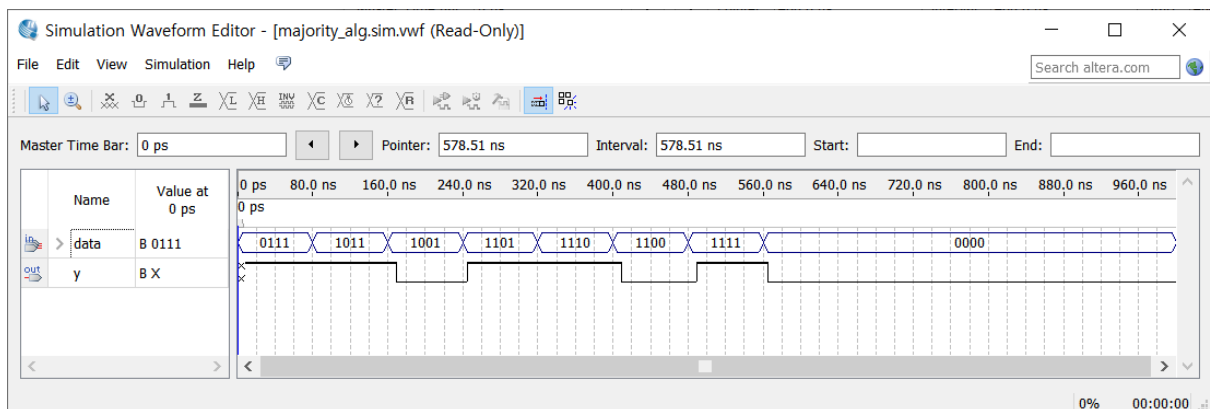 Simulation Waveform Editor - [majority_alg.sim.vwf (Read-Only)]
File Edit View Simulation Help
Search altera.com
Master Time Bar: 0 ps Pointer: 578.51 ns Interval: 578.51 ns Start: End:
Name Value at 0 ps
0 ps 80.0 ns 160.0 ns 240.0 ns 320.0 ns 400.0 ns 480.0 ns 560.0 ns 640.0 ns 720.0 ns 800.0 ns 880.0 ns 960.0 ns
0 ps
data B 0111 0111 1011 1001 1101 1110 1100 1111 0000
y B X
0% 00:00:00